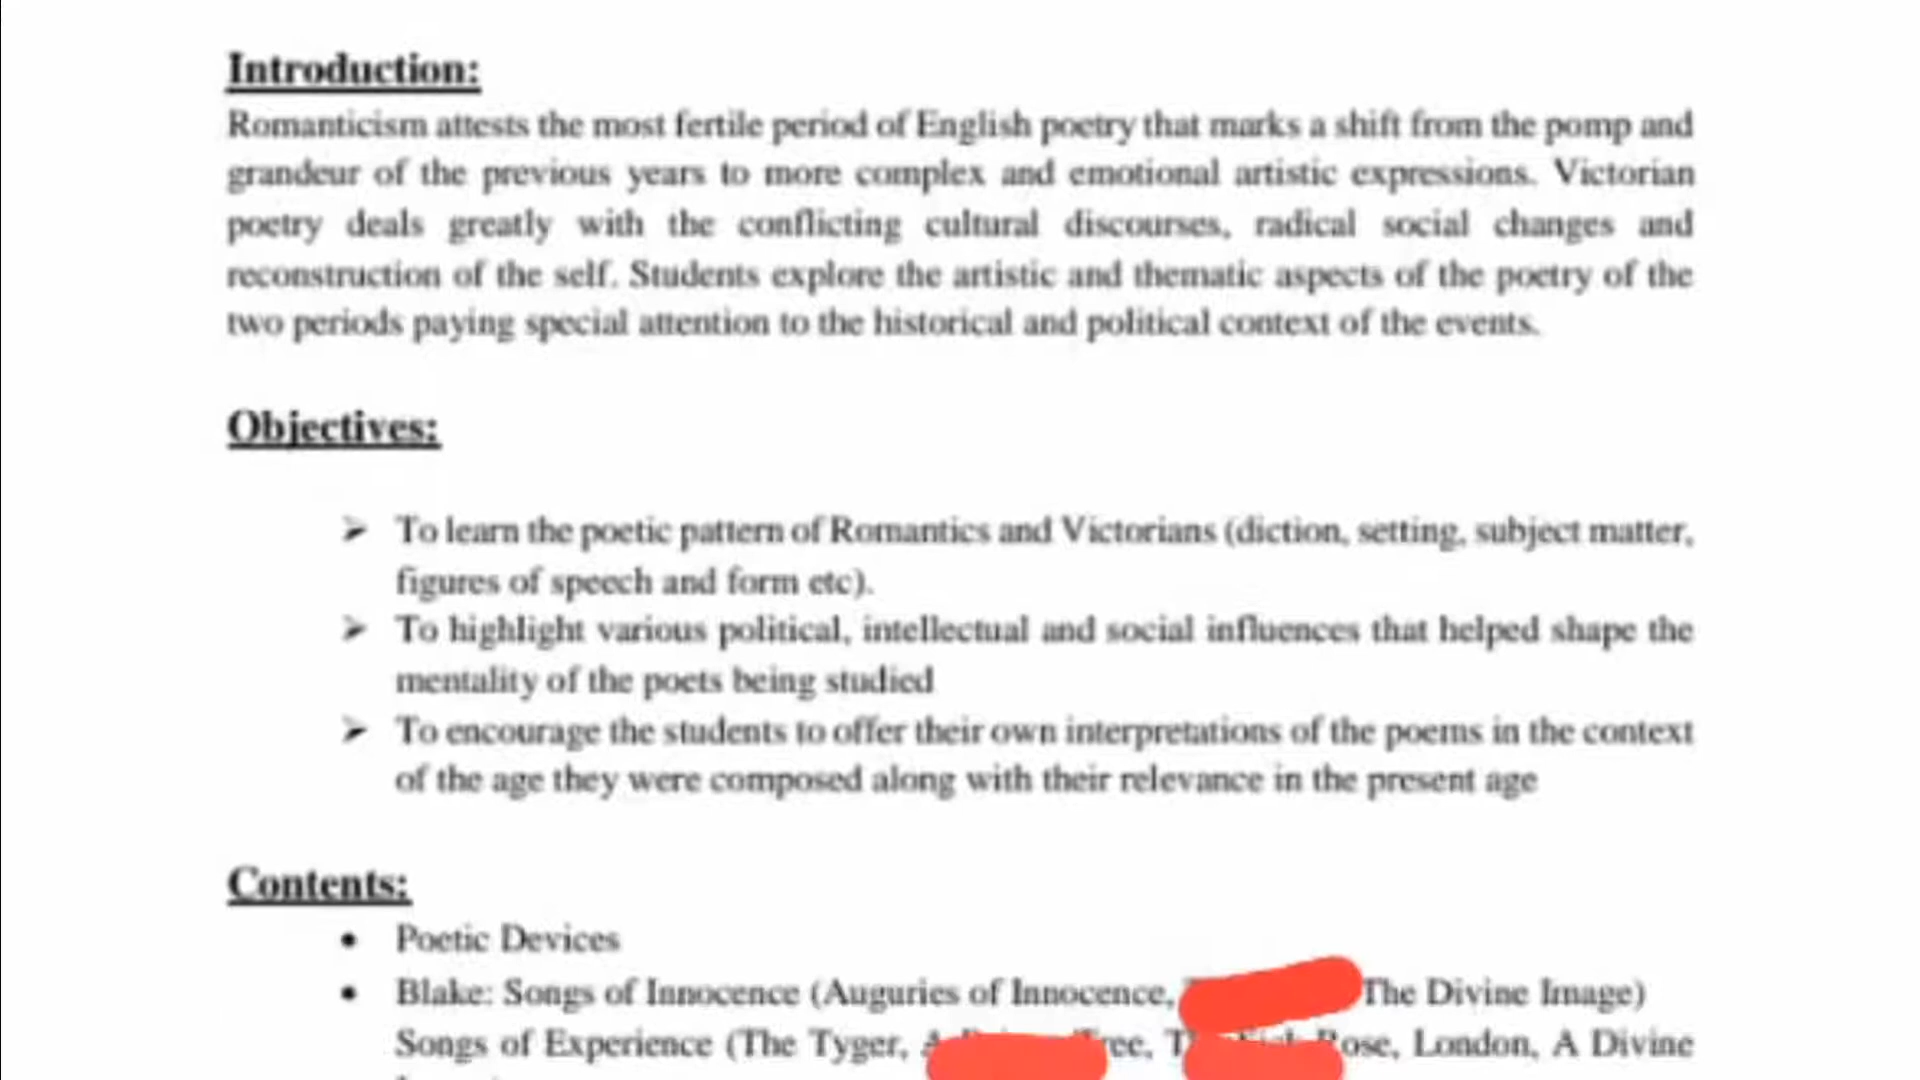 Introduction:
Romanticism attests the most fertile period of English poetry that marks a shift from the pomp and
grandeur of the previous years to more complex and emotional artistic expressions. Victorian
poetry deals greatly with the conflicting cultural discourses, radical social changes and
reconstruction of the self. Students explore the artistic and thematic aspects of the poetry of the
two periods paying special attention to the historical and political context of the events.
Objectives:
➢ To learn the poetic pattern of Romantics and Victorians (diction, setting, subject matter,
figures of speech and form etc).
➢ To highlight various political, intellectual and social influences that helped shape the
mentality of the poets being studied
➢ To encourage the students to offer their own interpretations of the poems in the context
of the age they were composed along with their relevance in the present age
Contents:
• Poetic Devices
• Blake: Songs of Innocence (Auguries of Innocence, The Divine Image)
Songs of Experience (The Tyger, A Tree, Rose, London, A Divine